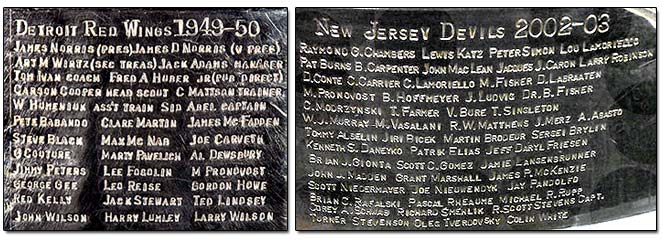 DETROIT RED WINGS 1949-50
JAMES NORRIS (PRES) JAMES D NORRIS (V PRES)
ART M WIRTZ (SEC TREAS) JACK ADAMS MANAGER
TOM IVAN COACH FRED A HUBER JR (PUB DIRECT)
CARSON COOPER HEAD SCOUT C MATTSON TRAINER
W HUMENIUK ASS'T TRAIN SID ABEL CAPTAIN
PETE BABANDO CLARE MARTIN JAMES MC FADDEN
STEVE BLACK MAX MC NAB JOE CARVETH
G COUTURE MARTY PAVELICH AL DEWSBURY
JIMMY PETERS LEE FOGOLIN M PRONOVOST
GEORGE GEE LEO REISE GORDON HOWE
RED KELLY JACK STEWART TED LINDSEY
JOHN WILSON HARRY LUMLEY LARRY WILSON
NEW JERSEY DEVILS 2002-03
RAYMOND G. CHAMBERS LEWIS KATZ PETER SIMON LOU LAMORIELLO
PAT BURNS B. CARPENTER JOHN MAC LEAN JACQUES J. CARON LARRY ROBINSON
D. CONTE C. CARRIER C. LAMORIELLO M. FISHER D. LABRAATEN
M. PRONOVOST B. HOFFMEYER J. LUDVIG DR. B. FISHER
C. MODRZYNSKI T. FARMER V. BURE T. SINGLETON
W. J. MURRAY M. VASALANI R. W. MATTHEWS J. MERZ A. ABASTO
TOMMY ALBELIN JIRI BICEK MARTIN BRODEUR SERGEI BRYLIN
KENNETH S. DANEYKO PATRIK ELIAS JEFF DARYL FRIESEN
BRIAN J. GIONTA SCOTT C. GOMEZ JAMIE LANGENBRUNNER
JOHN J. MADDEN GRANT MARSHALL JAMES P. MCKENZIE
SCOTT NIEDERMAYER JOE NIEUWENDYK JAY PANDOLFO
BRIAN C. RAFALSKI PASCAL RHEAUME MICHAEL R. RUPP
COREY A. SCHWAB RICHARD SMEHLIK R. SCOTT STEVENS CAPT.
TURNER STEVENSON OLEG TVERDOVSKY COLIN WHITE